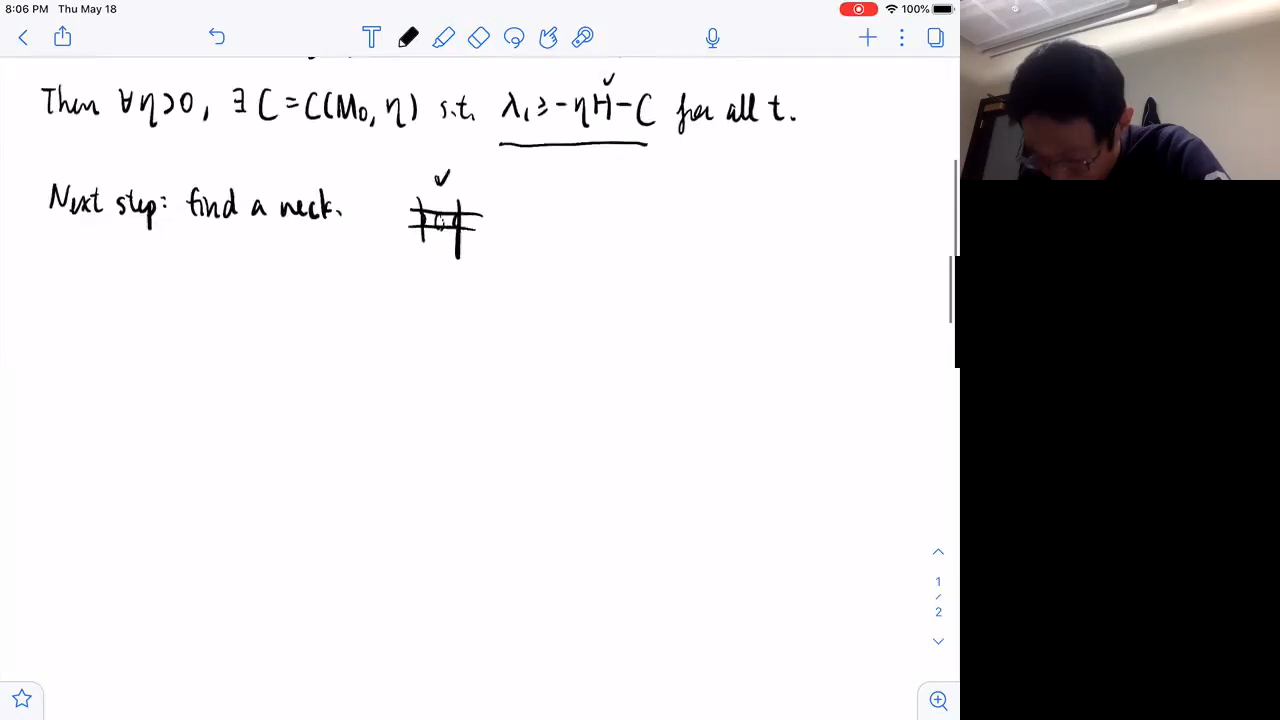 8:06 PM Thu May 18
100%
Then ∀η>0, ∃ C = C(M₀, η) s.t. λ₁ ≥ -ηH - C for all t.
Next step: find a neck.
1
/
2